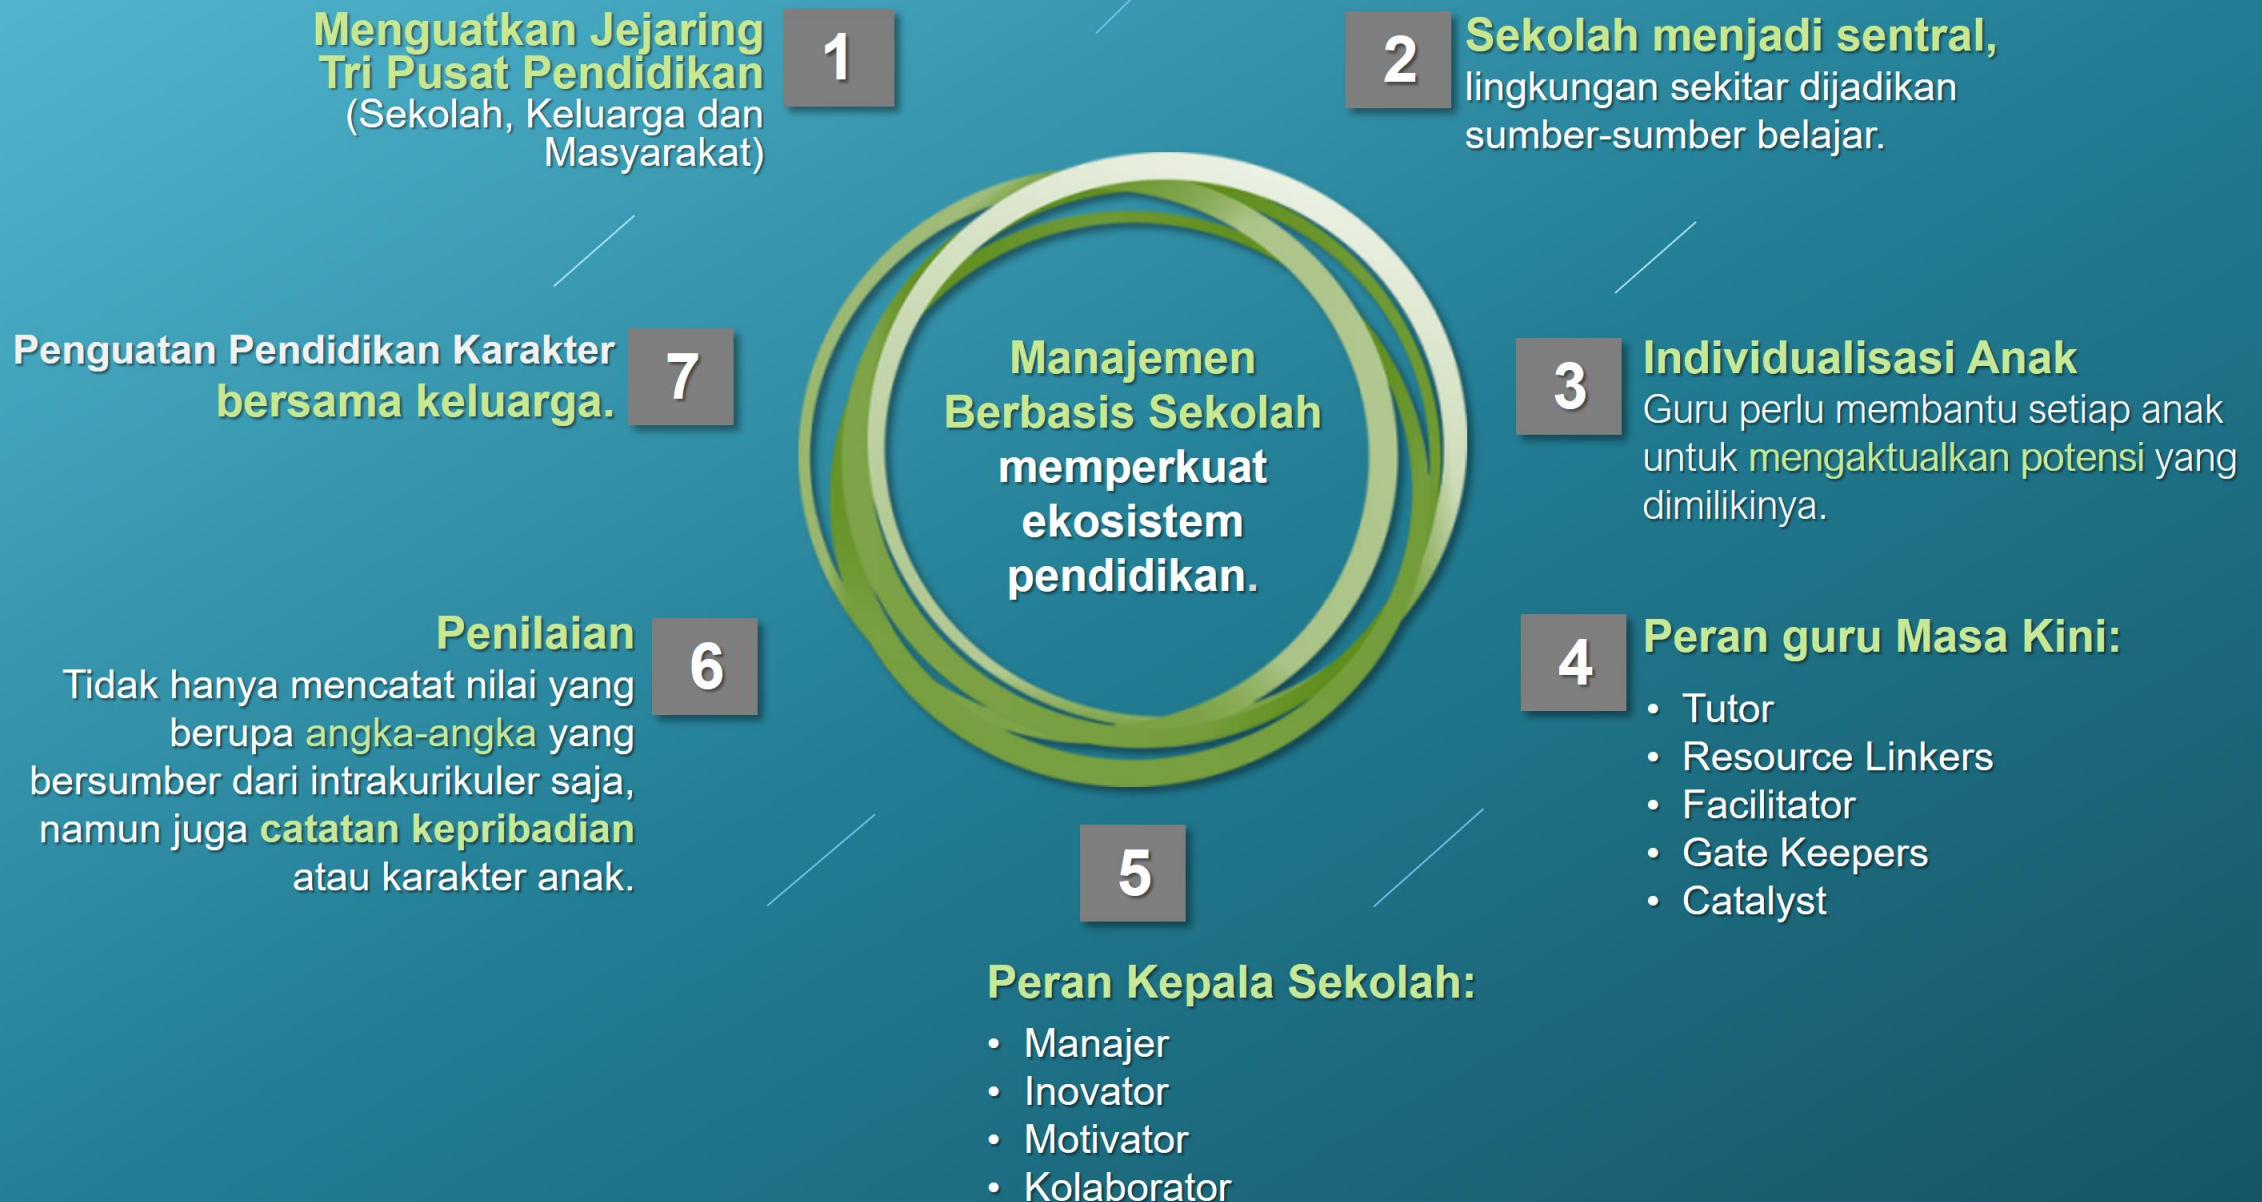 1
Menguatkan Jejaring
Tri Pusat Pendidikan
(Sekolah, Keluarga dan
Masyarakat)
2
Sekolah menjadi sentral,
lingkungan sekitar dijadikan
sumber-sumber belajar.
Manajemen
Berbasis Sekolah
memperkuat
ekosistem
pendidikan.
3
Individualisasi Anak
Guru perlu membantu setiap anak
untuk mengaktualkan potensi yang
dimilikinya.
4
Peran guru Masa Kini:
• Tutor
• Resource Linkers
• Facilitator
• Gate Keepers
• Catalyst
5
Peran Kepala Sekolah:
• Manajer
• Inovator
• Motivator
• Kolaborator
6
Penilaian
Tidak hanya mencatat nilai yang
berupa angka-angka yang
bersumber dari intrakurikuler saja,
namun juga catatan kepribadian
atau karakter anak.
7
Penguatan Pendidikan Karakter
bersama keluarga.